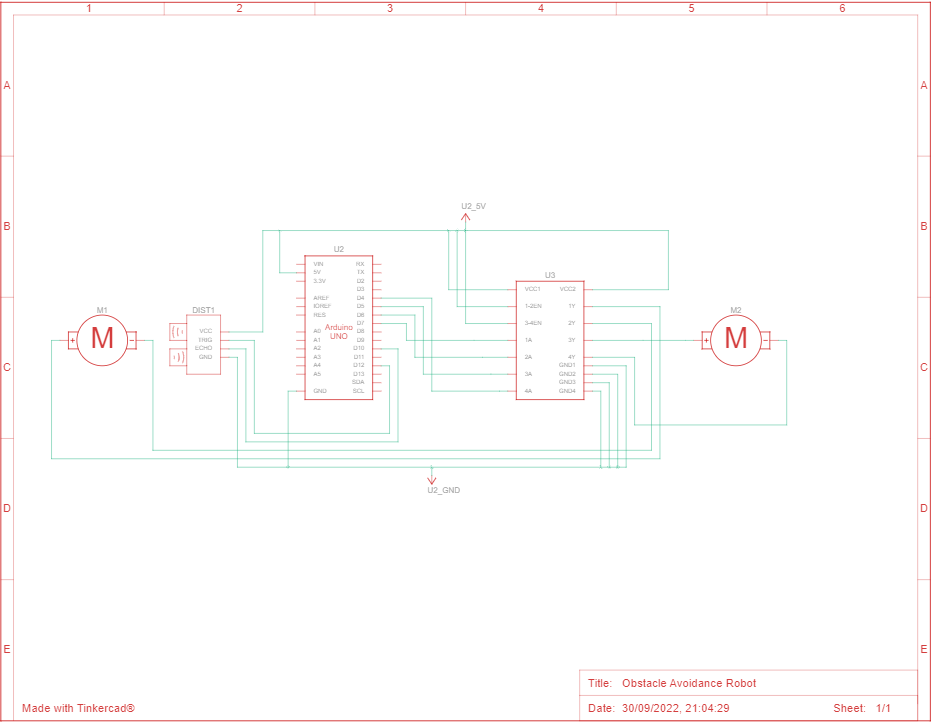 1 2 3 4 5 6
A A
U2_5V
B B
U2
VIN RX
5V TX
3.3V D2
D3
AREF D4
IOREF D5
RES D6
D7
A0 D8
A1 D9
A2 D10
A3 D11
A4 D12
A5 D13
SDA
GND SCL
Arduino
UNO
U3
VCC1 VCC2
1-2EN 1Y
3-4EN 2Y
1A 3Y
2A 4Y
GND1
3A GND2
GND3
4A GND4
M1
+ M -
DIST1
VCC
TRIG
ECHO
GND
M2
+ M -
C C
U2_GND
D D
E E
Title: Obstacle Avoidance Robot
Made with Tinkercad®
Date: 30/09/2022, 21:04:29 Sheet: 1/1